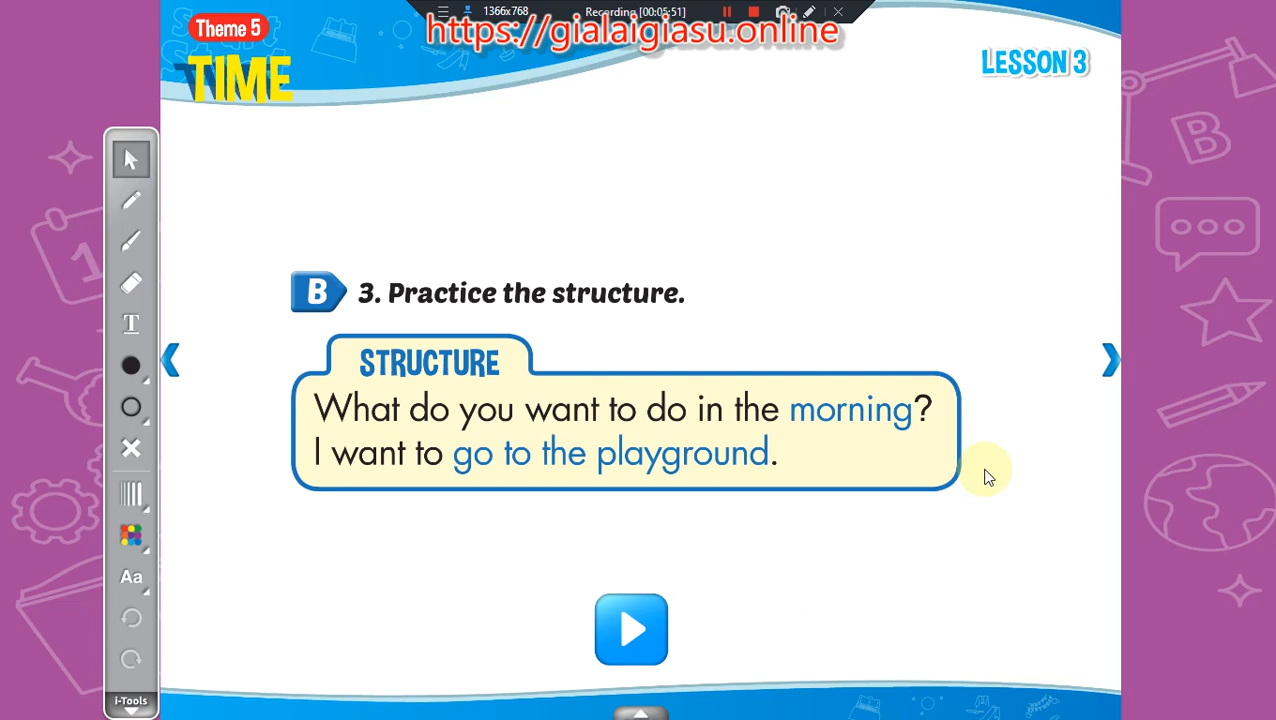 1366x768
Recording [00:05:51]
https://gialaigiasu.online
Theme 5
TIME
LESSON 3
B 3. Practice the structure.
STRUCTURE
What do you want to do in the morning?
I want to go to the playground.
T
Aa
i-Tools
1
B